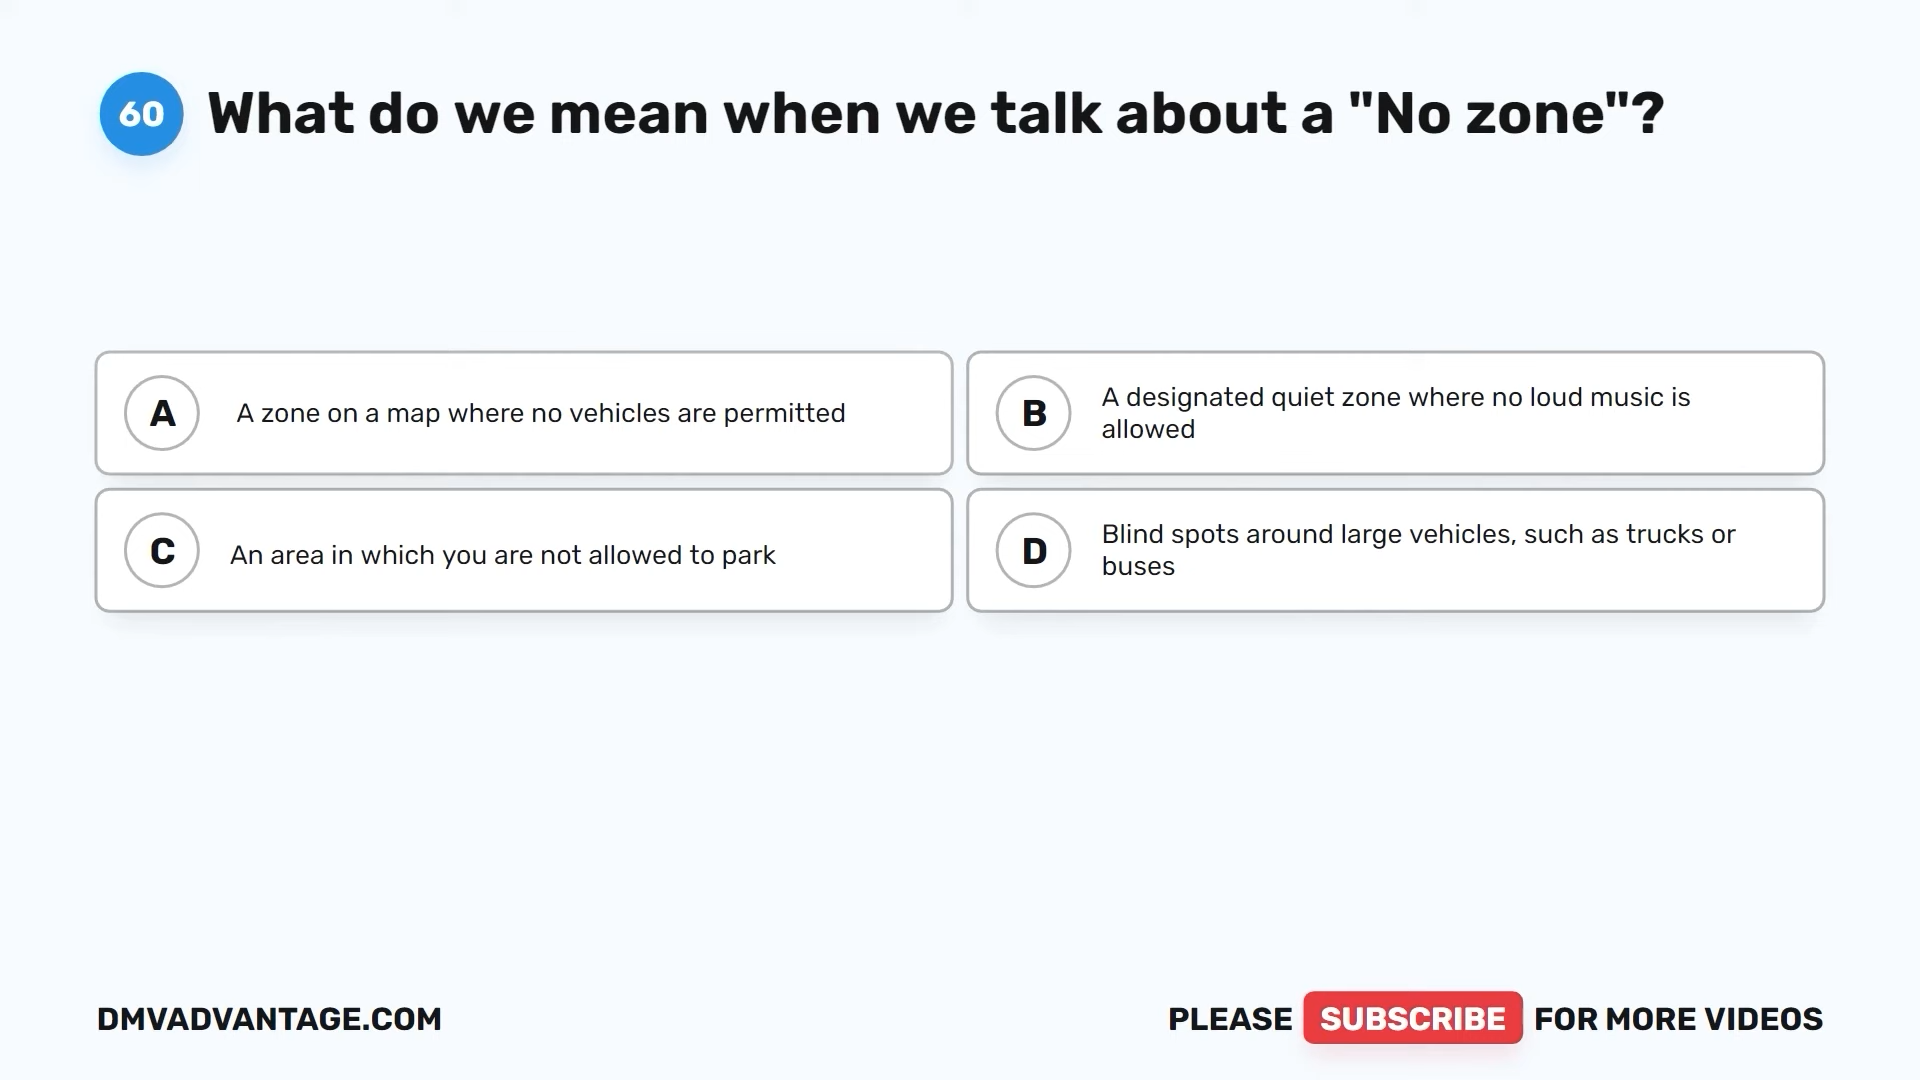 60 What do we mean when we talk about a "No zone"?
A A zone on a map where no vehicles are permitted
B A designated quiet zone where no loud music is
allowed
C An area in which you are not allowed to park
D Blind spots around large vehicles, such as trucks or
buses
DMVADVANTAGE.COM
PLEASE SUBSCRIBE FOR MORE VIDEOS